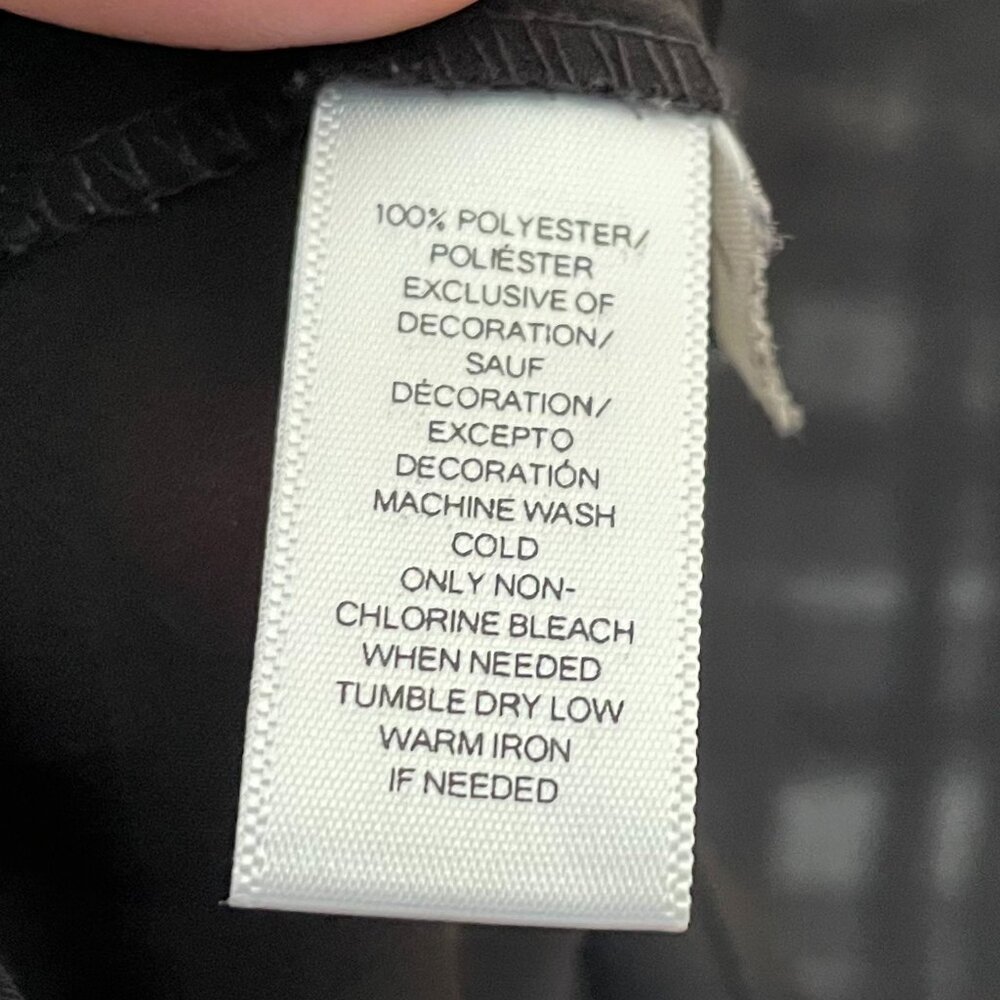 100% POLYESTER/
POLIÉSTER
EXCLUSIVE OF
DECORATION/
SAUF
DÉCORATION/
EXCEPTO
DECORATIÓN
MACHINE WASH
COLD
ONLY NON-
CHLORINE BLEACH
WHEN NEEDED
TUMBLE DRY LOW
WARM IRON
IF NEEDED